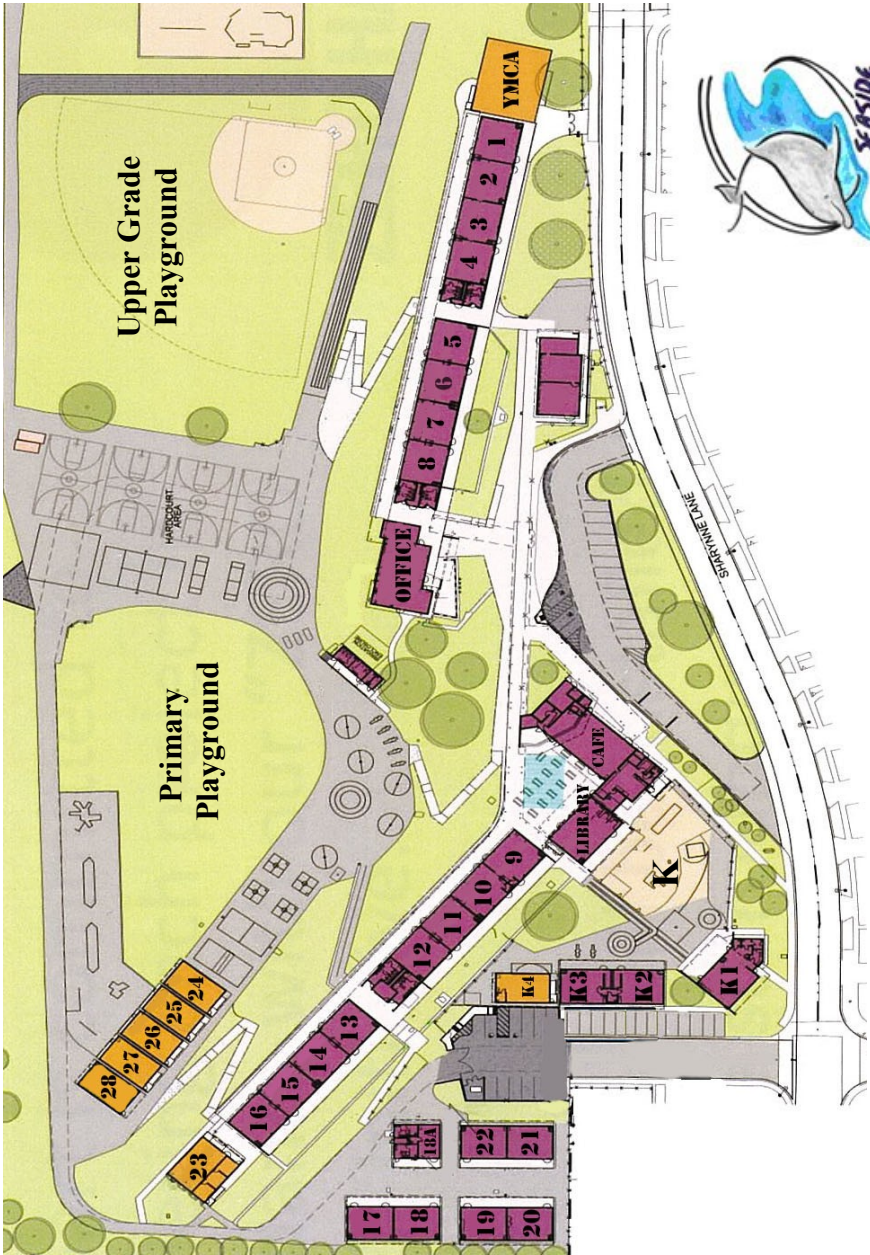 YMCA
1
2
3
4
5
6
7
8
OFFICE
Upper Grade
Playground
HARDCOURT
AREA
Primary
Playground
SHARYNNE LANE
SEASIDE
CAFE
LIBRARY
K
9
10
11
12
13
14
15
16
K1
K2
K3
K4
24
25
26
27
28
23
18A
22
21
17
18
19
20